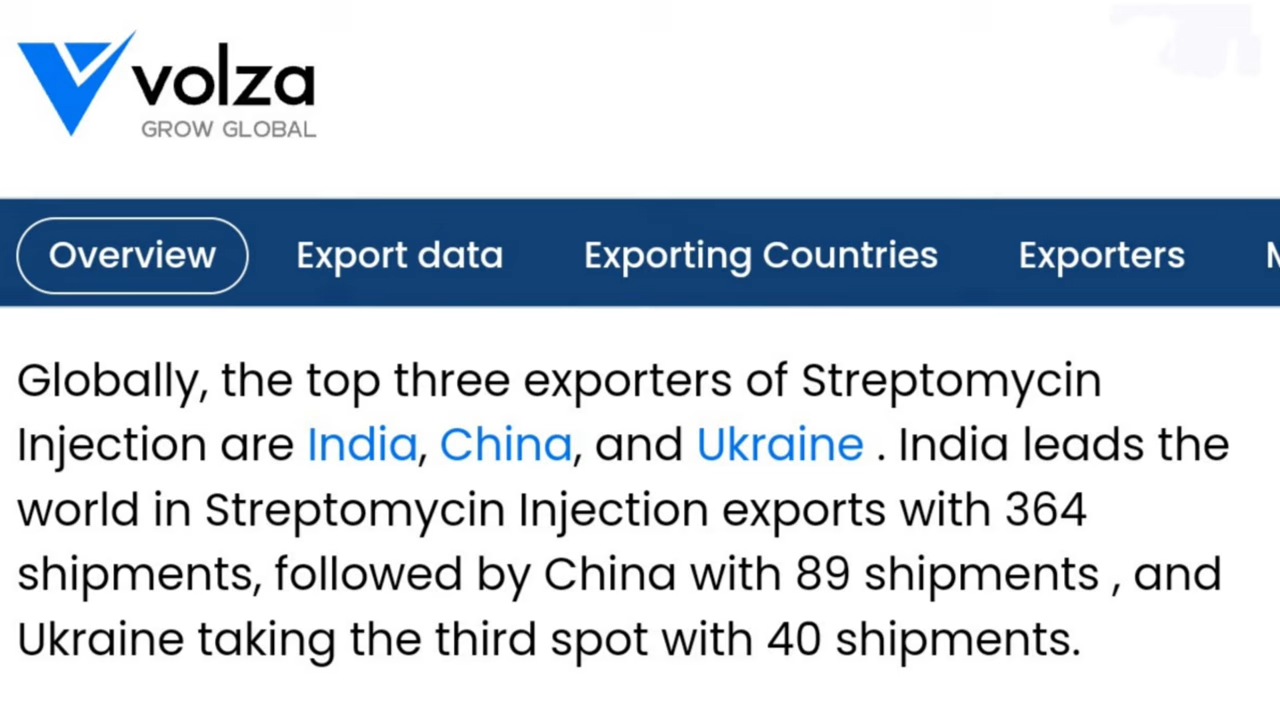 volza
GROW GLOBAL
Overview Export data Exporting Countries Exporters
Globally, the top three exporters of Streptomycin
Injection are India, China, and Ukraine . India leads the
world in Streptomycin Injection exports with 364
shipments, followed by China with 89 shipments , and
Ukraine taking the third spot with 40 shipments.